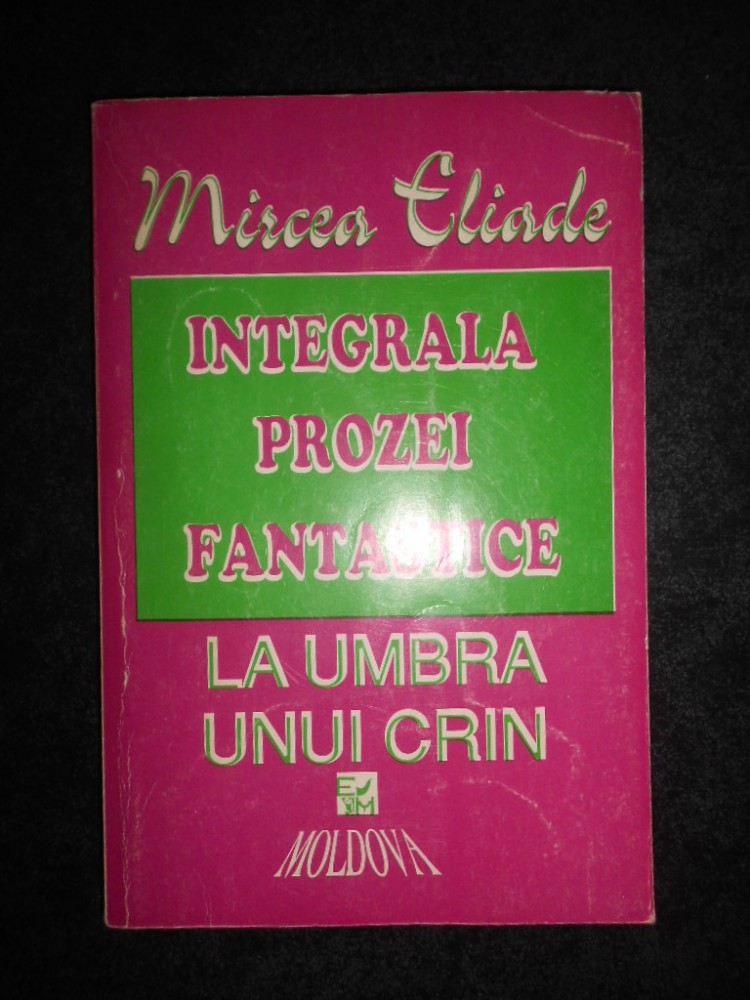 Mircea Eliade
INTEGRALA
PROZEI
FANTASTICE
LA UMBRA
UNUI CRIN
E M
MOLDOVA